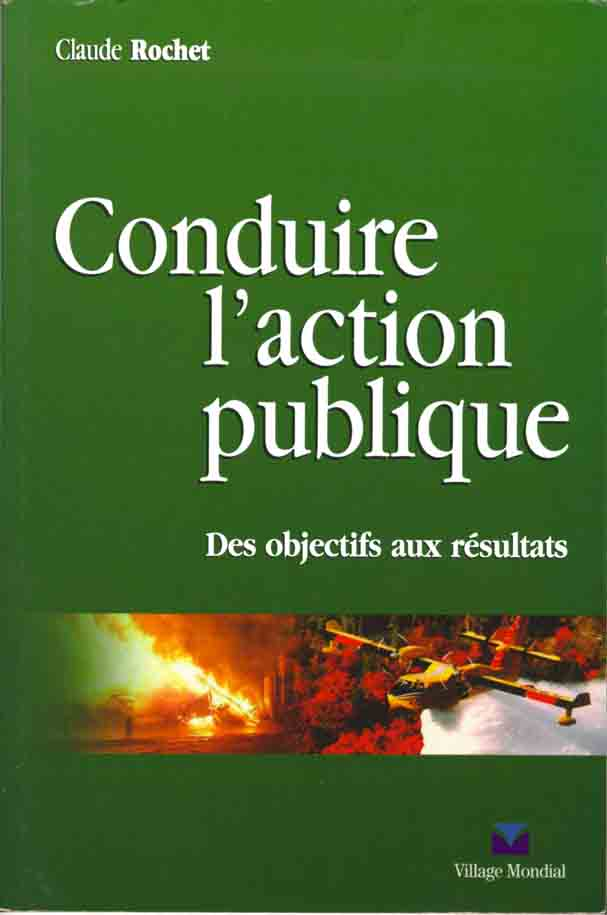 Claude Rochet
Conduire
l'action
publique
Des objectifs aux résultats
Village Mondial